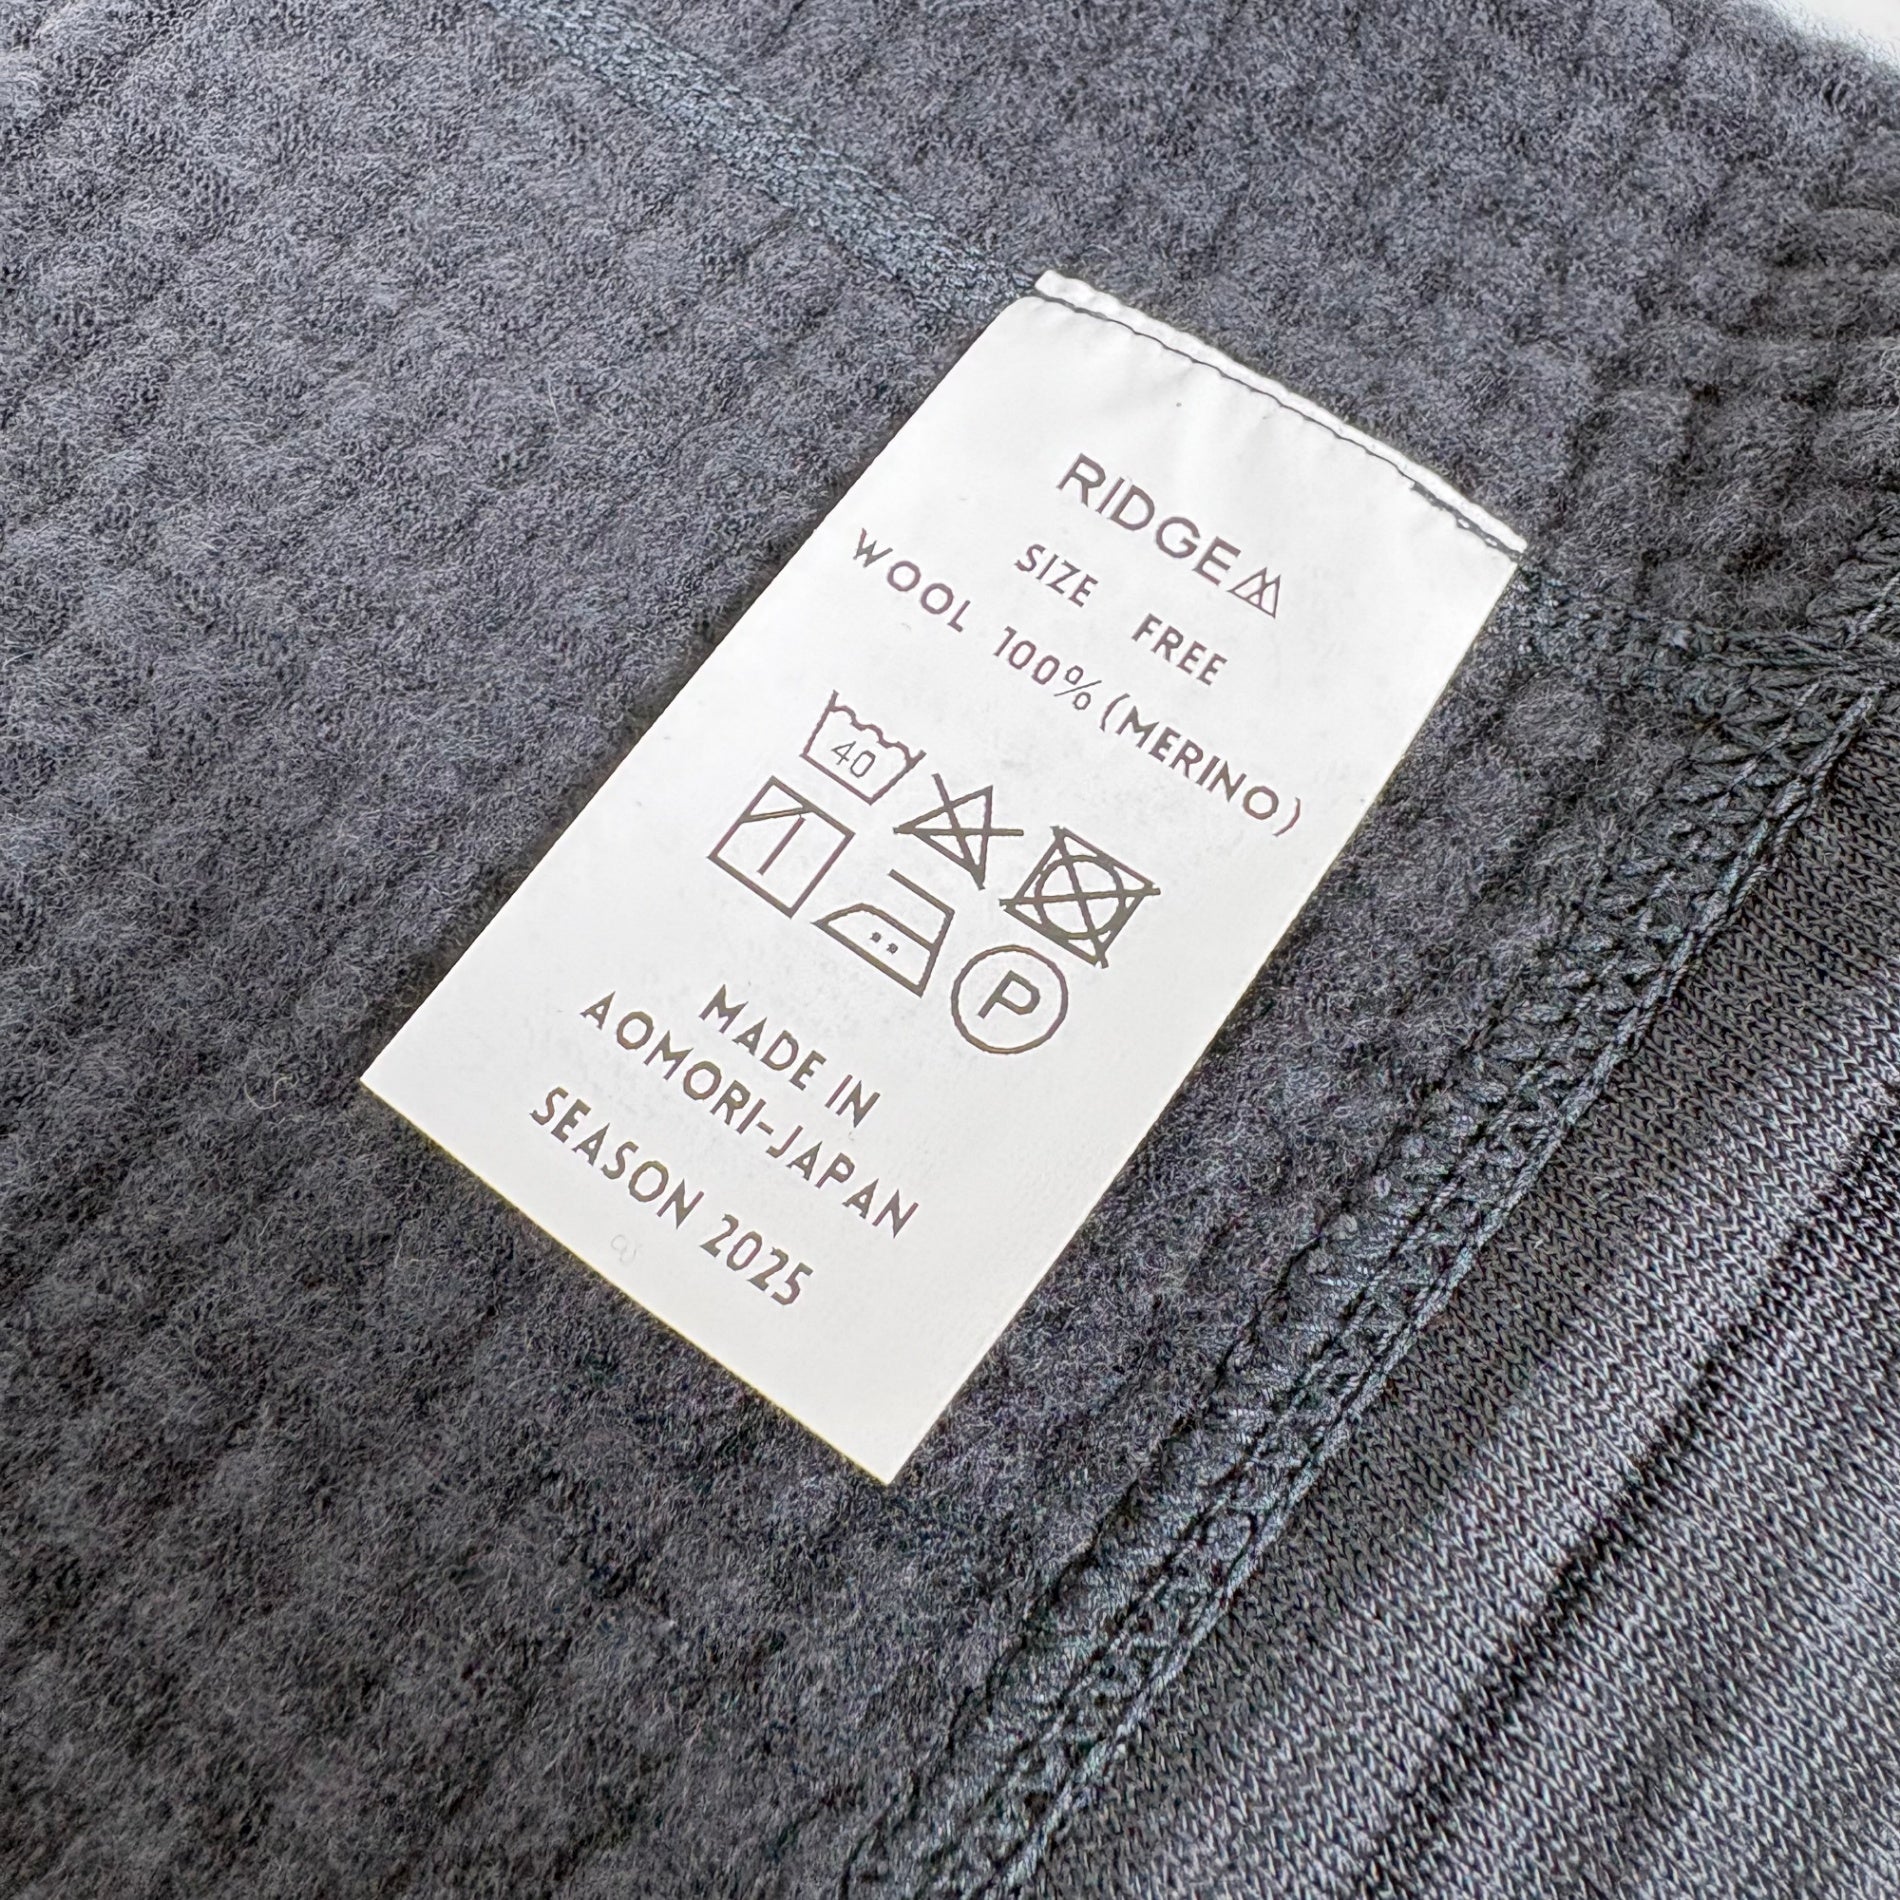 RIDGE
SIZE FREE
WOOL 100% (MERINO)
40
P
MADE IN
AOMORI-JAPAN
SEASON 2025